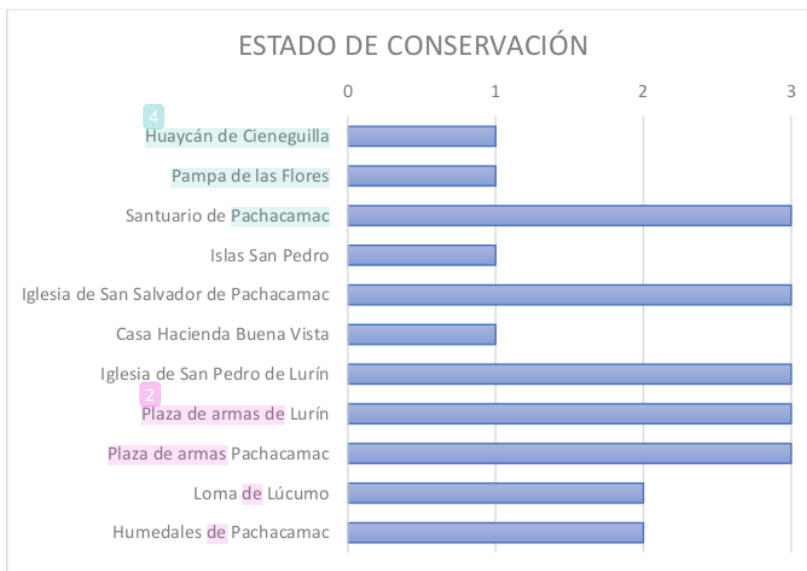 ESTADO DE CONSERVACIÓN
0 1 2 3
4
Huaycán de Cieneguilla
Pampa de las Flores
Santuario de Pachacamac
Islas San Pedro
Iglesia de San Salvador de Pachacamac
Casa Hacienda Buena Vista
Iglesia de San Pedro de Lurín
2
Plaza de armas de Lurín
Plaza de armas Pachacamac
Loma de Lúcumo
Humedales de Pachacamac